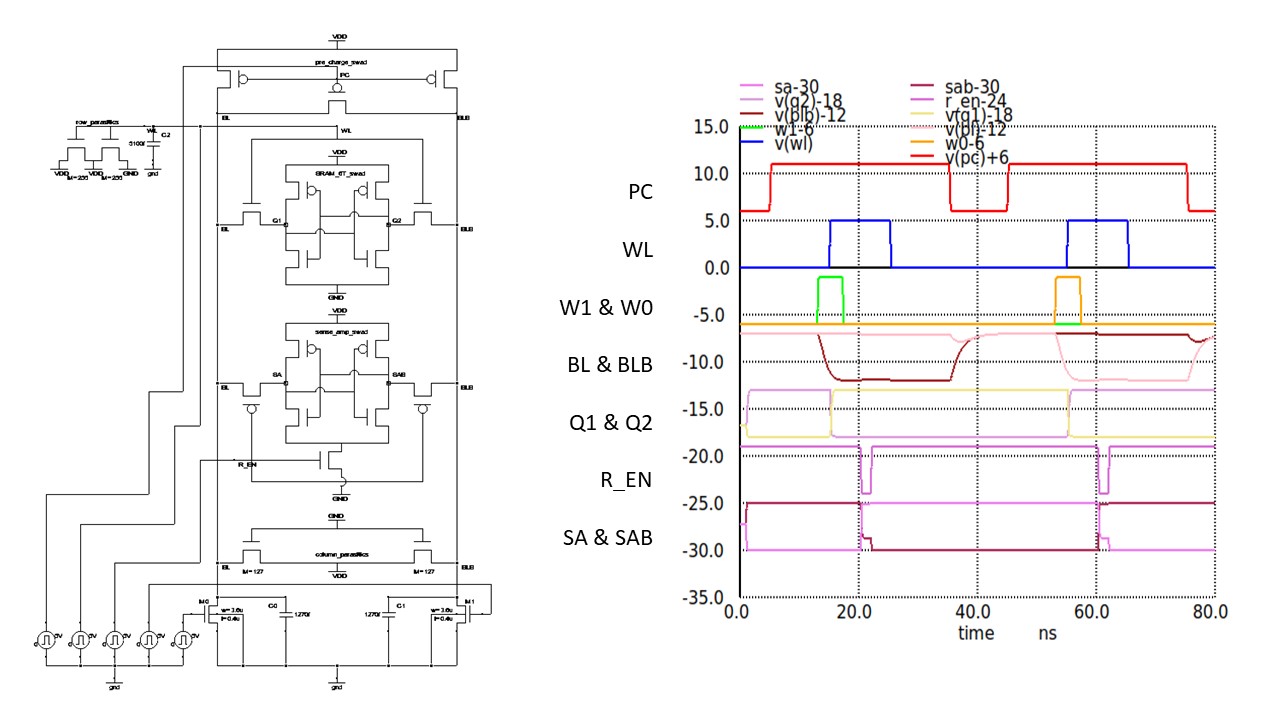 VDD
pre_charge_swad
PC
BL
BLB
row_parasitics
WL
C2
5100f
gnd
VDD
M=255
VDD
M=255
GND
WL
VDD
SRAM_6T_swad
Q1
Q2
BL
BLB
GND
VDD
sense_amp_swad
SA
SAB
BL
BLB
R_EN
GND
GND
column_parasitics
BL
BLB
M=127
VDD
M=127
M0
w=3.6u
l=0.4u
C0
1270f
C1
1270f
w=3.6u
l=0.4u
M1
5V
5V
5V
5V
5V
gnd
gnd
sa-30
sab-30
v(q2)-18
r_en-24
v(blb)-12
v(q1)-18
w1-6
v(bl)-12
v(wl)
w0-6
v(pc)+6
15.0
10.0
5.0
0.0
-5.0
-10.0
-15.0
-20.0
-25.0
-30.0
-35.0
PC
WL
W1 & W0
BL & BLB
Q1 & Q2
R_EN
SA & SAB
0.0
20.0
40.0
60.0
80.0
time
ns